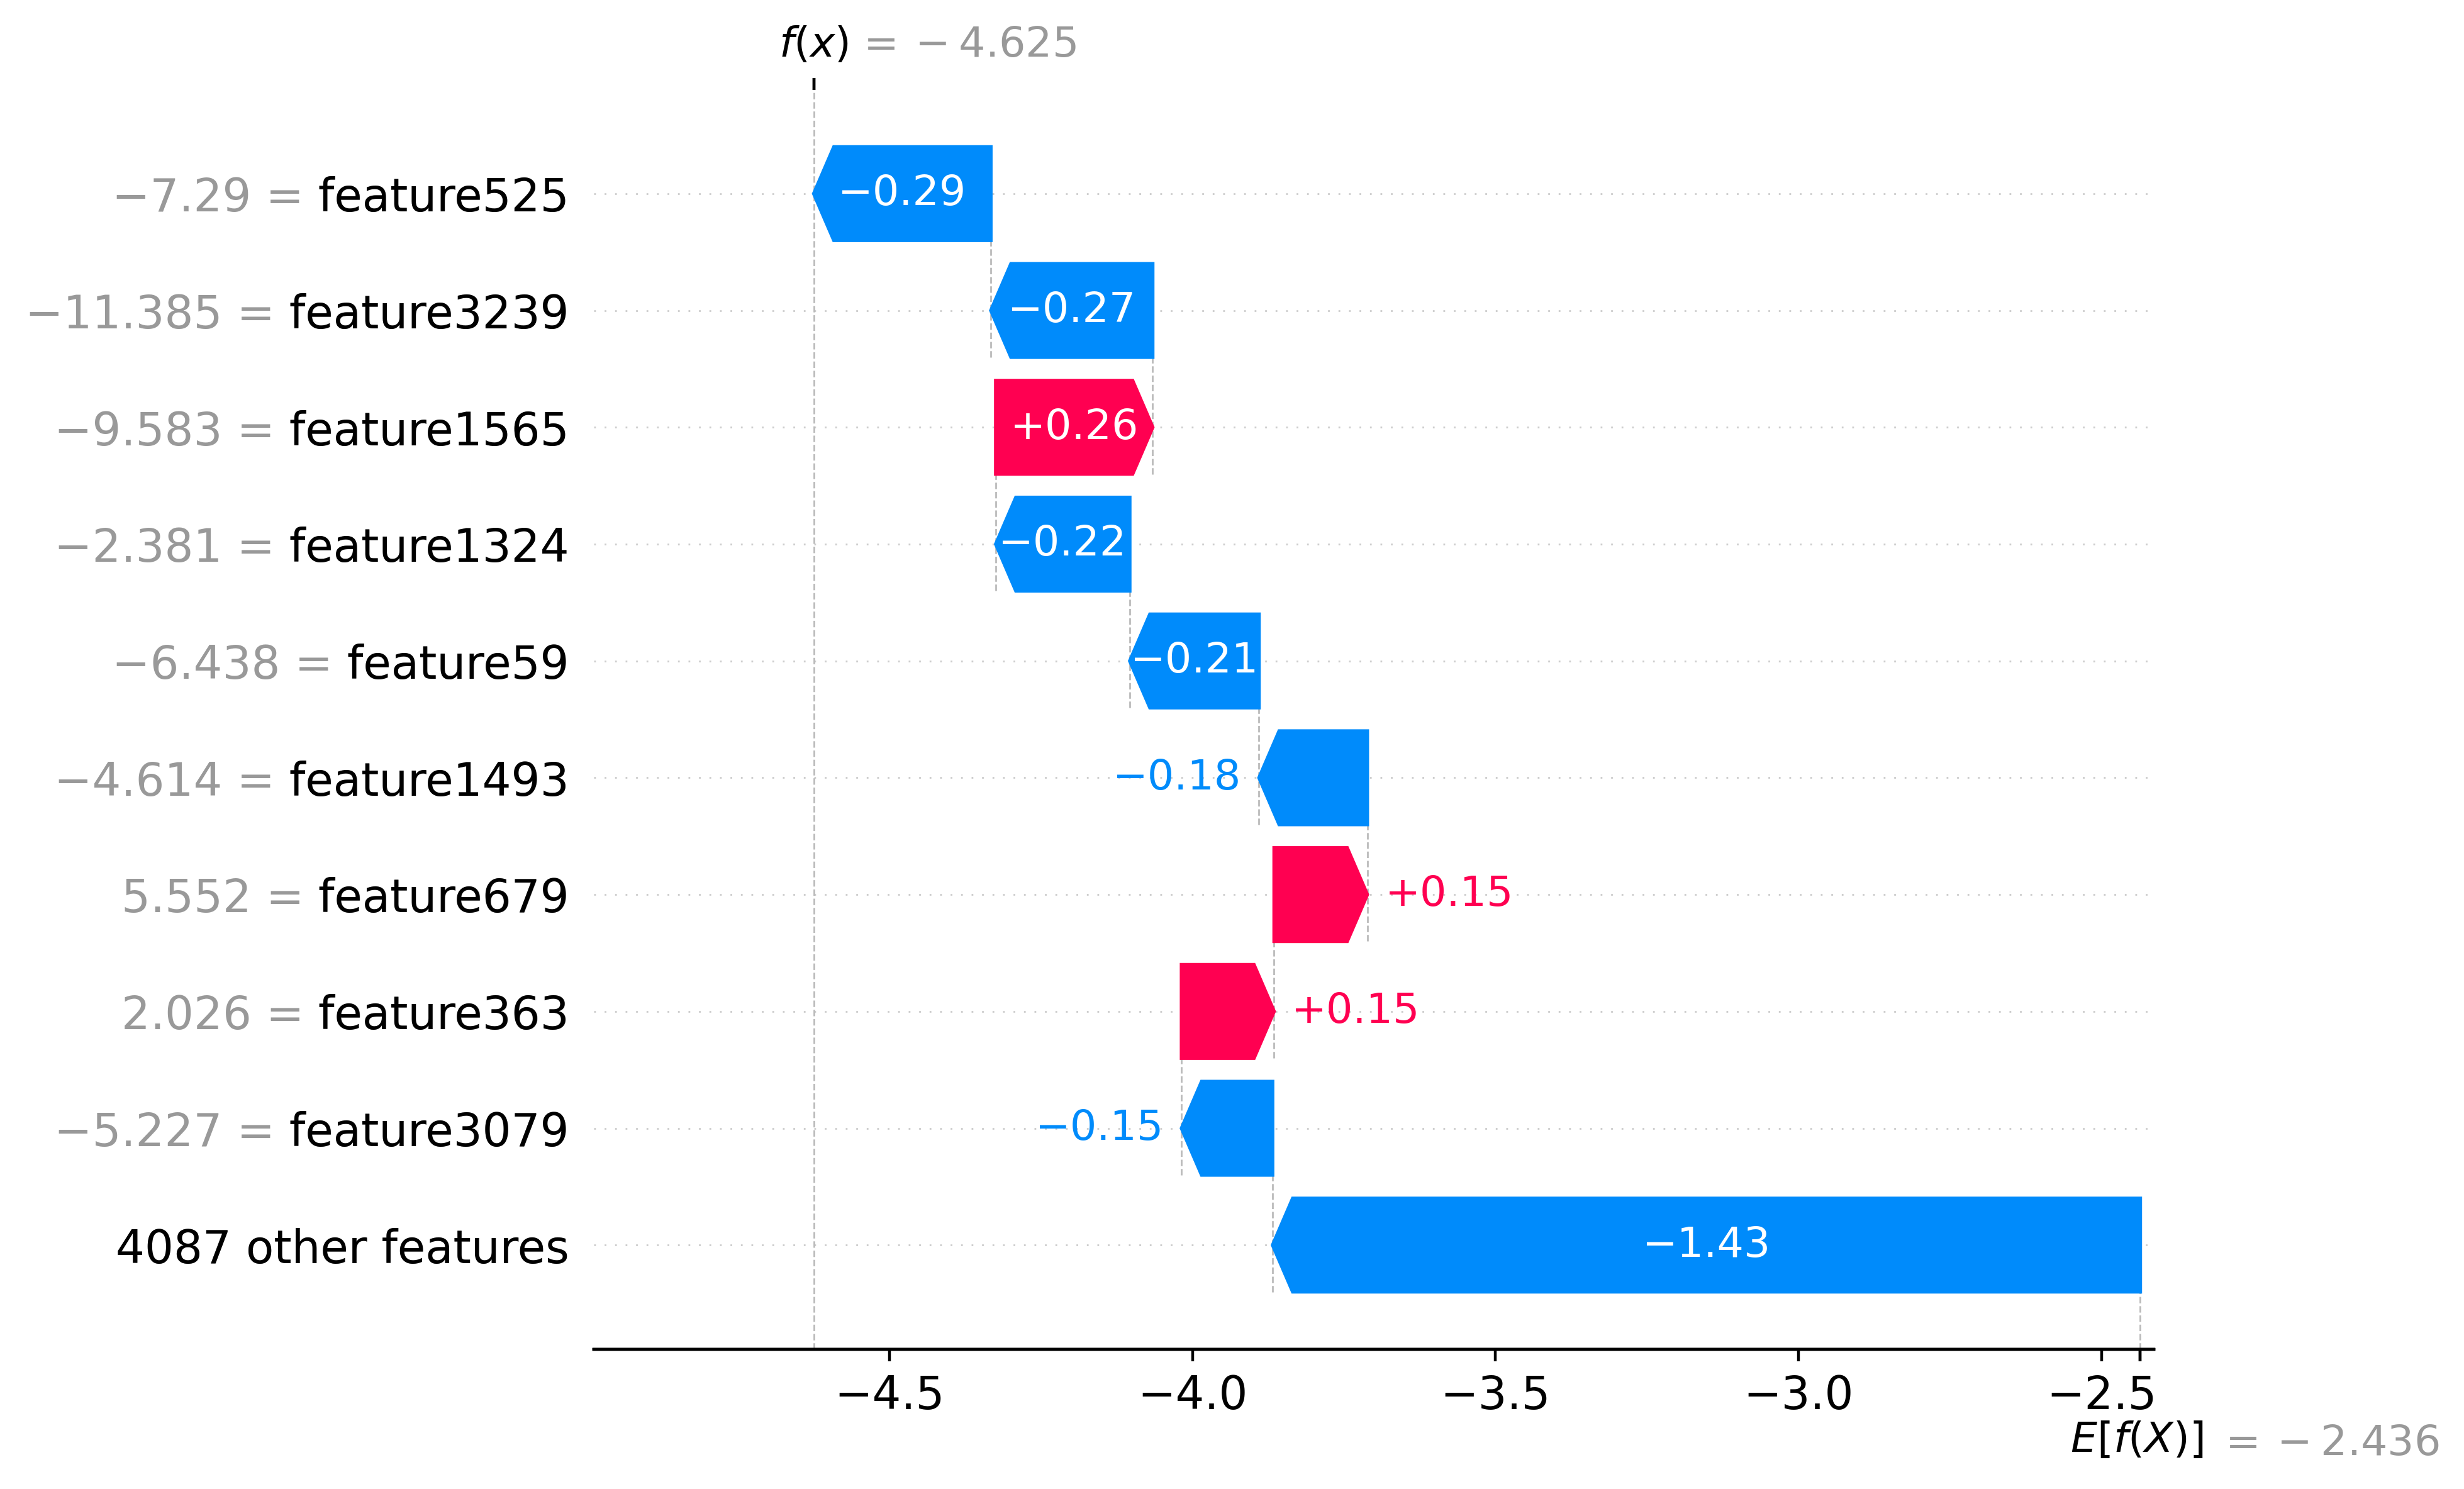 f(x) = −4.625
−7.29 = feature525
−0.29
−11.385 = feature3239
−0.27
−9.583 = feature1565
+0.26
−2.381 = feature1324
−0.22
−6.438 = feature59
−0.21
−4.614 = feature1493
−0.18
5.552 = feature679
+0.15
2.026 = feature363
+0.15
−5.227 = feature3079
−0.15
4087 other features
−1.43
−4.5 −4.0 −3.5 −3.0 −2.5
E[f(X)] = −2.436